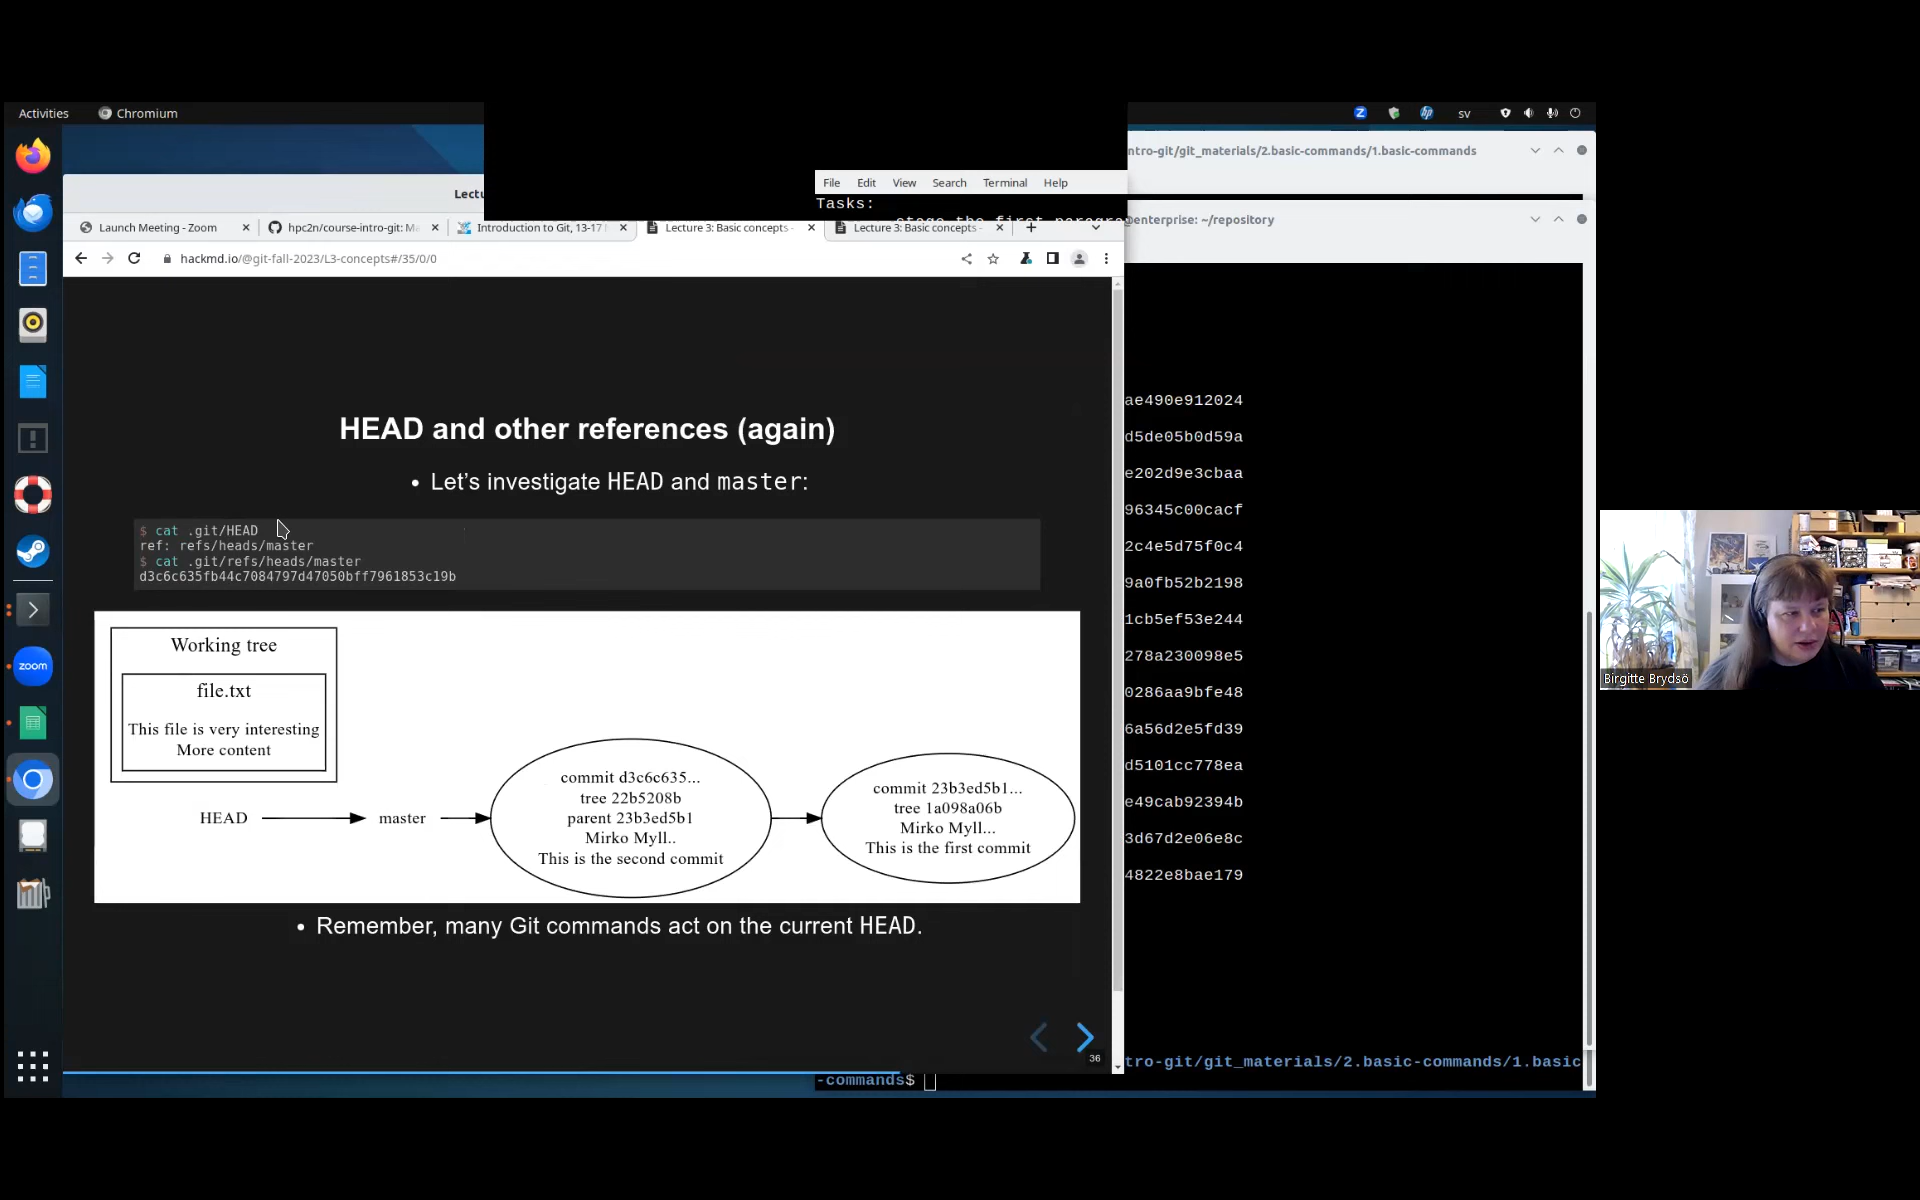 Activities
Chromium
sv
ntro-git/git_materials/2.basic-commands/1.basic-commands
File Edit View Search Terminal Help
Lectu
Tasks:
stage the first paragra
@enterprise: ~/repository
Launch Meeting - Zoom
hpc2n/course-intro-git: M
Introduction to Git, 13-17
Lecture 3: Basic concepts -
Lecture 3: Basic concepts -
hackmd.io/@git-fall-2023/L3-concepts#/35/0/0
HEAD and other references (again)
• Let's investigate HEAD and master:
$ cat .git/HEAD
ref: refs/heads/master
$ cat .git/refs/heads/master
d3c6c635fb44c7084797d47050bff7961853c19b
Working tree
file.txt
This file is very interesting
More content
HEAD
master
commit d3c6c635...
tree 22b5208b
parent 23b3ed5b1
Mirko Myll..
This is the second commit
commit 23b3ed5b1...
tree 1a098a06b
Mirko Myll...
This is the first commit
• Remember, many Git commands act on the current HEAD.
36
ae490e912024
d5de05b0d59a
e202d9e3cbaa
96345c00cacf
2c4e5d75f0c4
9a0fb52b2198
1cb5ef53e244
278a230098e5
0286aa9bfe48
6a56d2e5fd39
d5101cc778ea
e49cab92394b
3d67d2e06e8c
4822e8bae179
tro-git/git_materials/2.basic-commands/1.basic
-commands$
zoom
Birgitte Brydsö